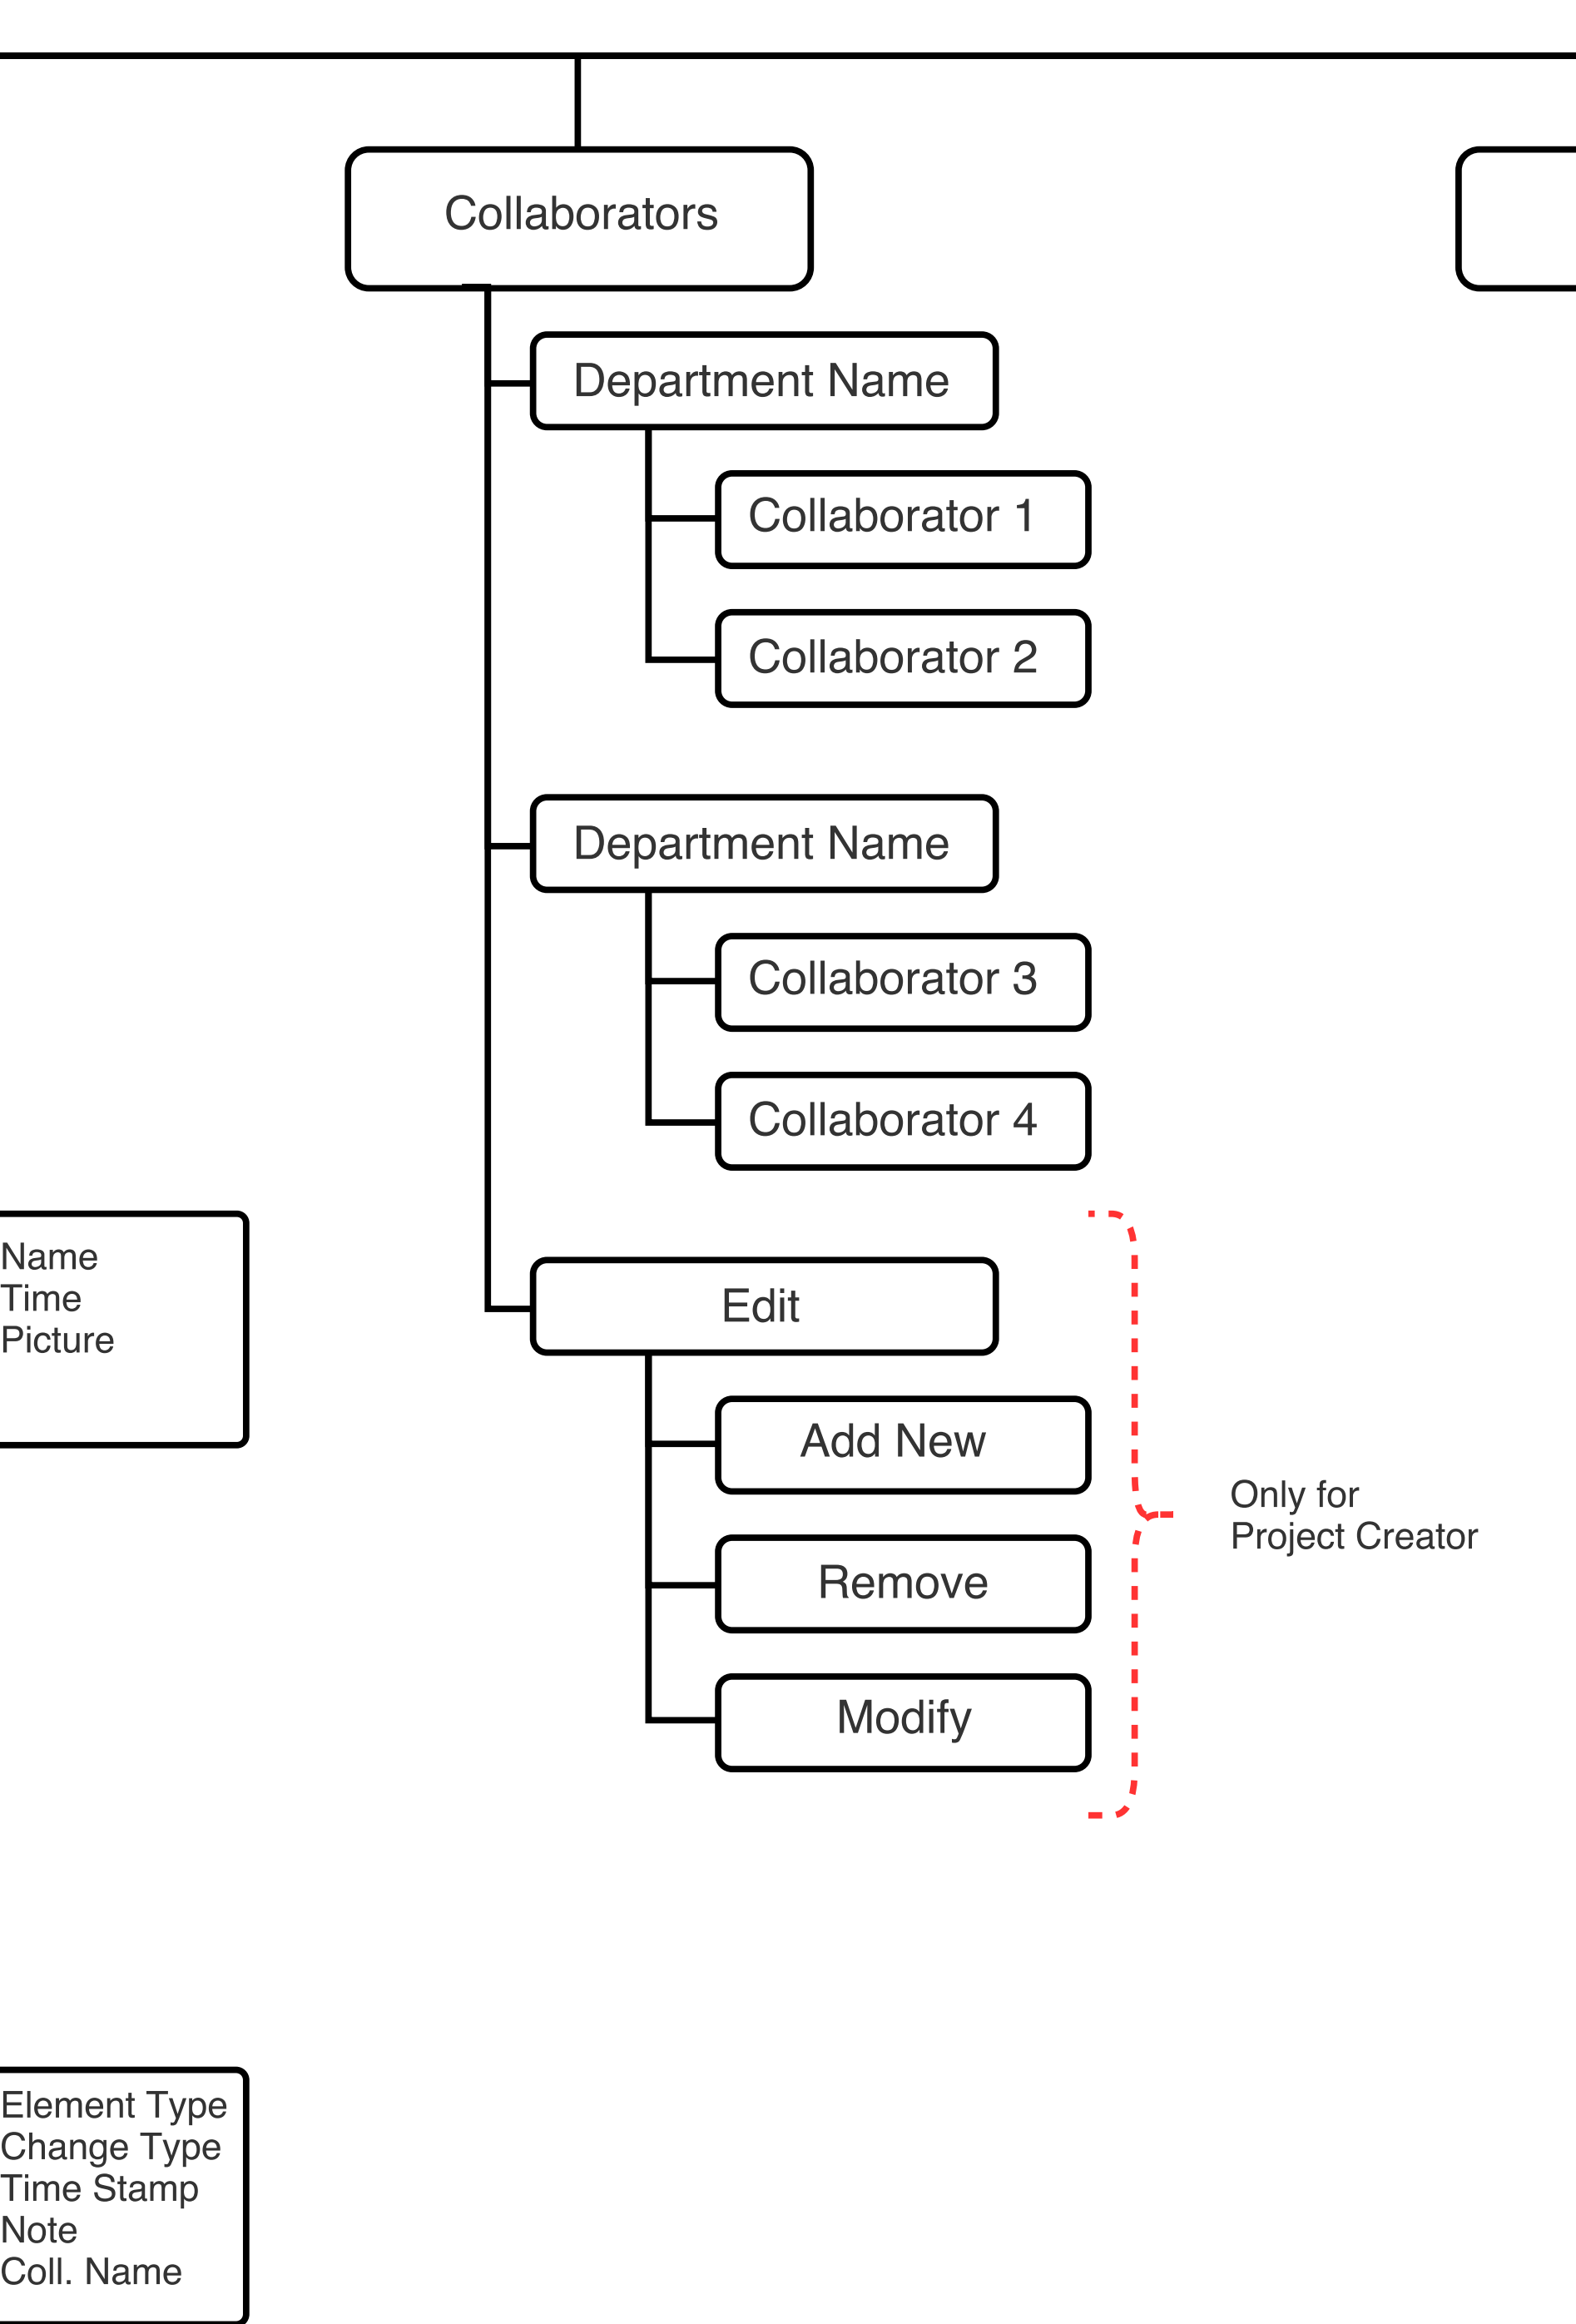 Collaborators
Department Name
Collaborator 1
Collaborator 2
Department Name
Collaborator 3
Collaborator 4
Name
Time
Picture
Edit
Add New
Remove
Modify
Only for
Project Creator
Element Type
Change Type
Time Stamp
Note
Coll. Name